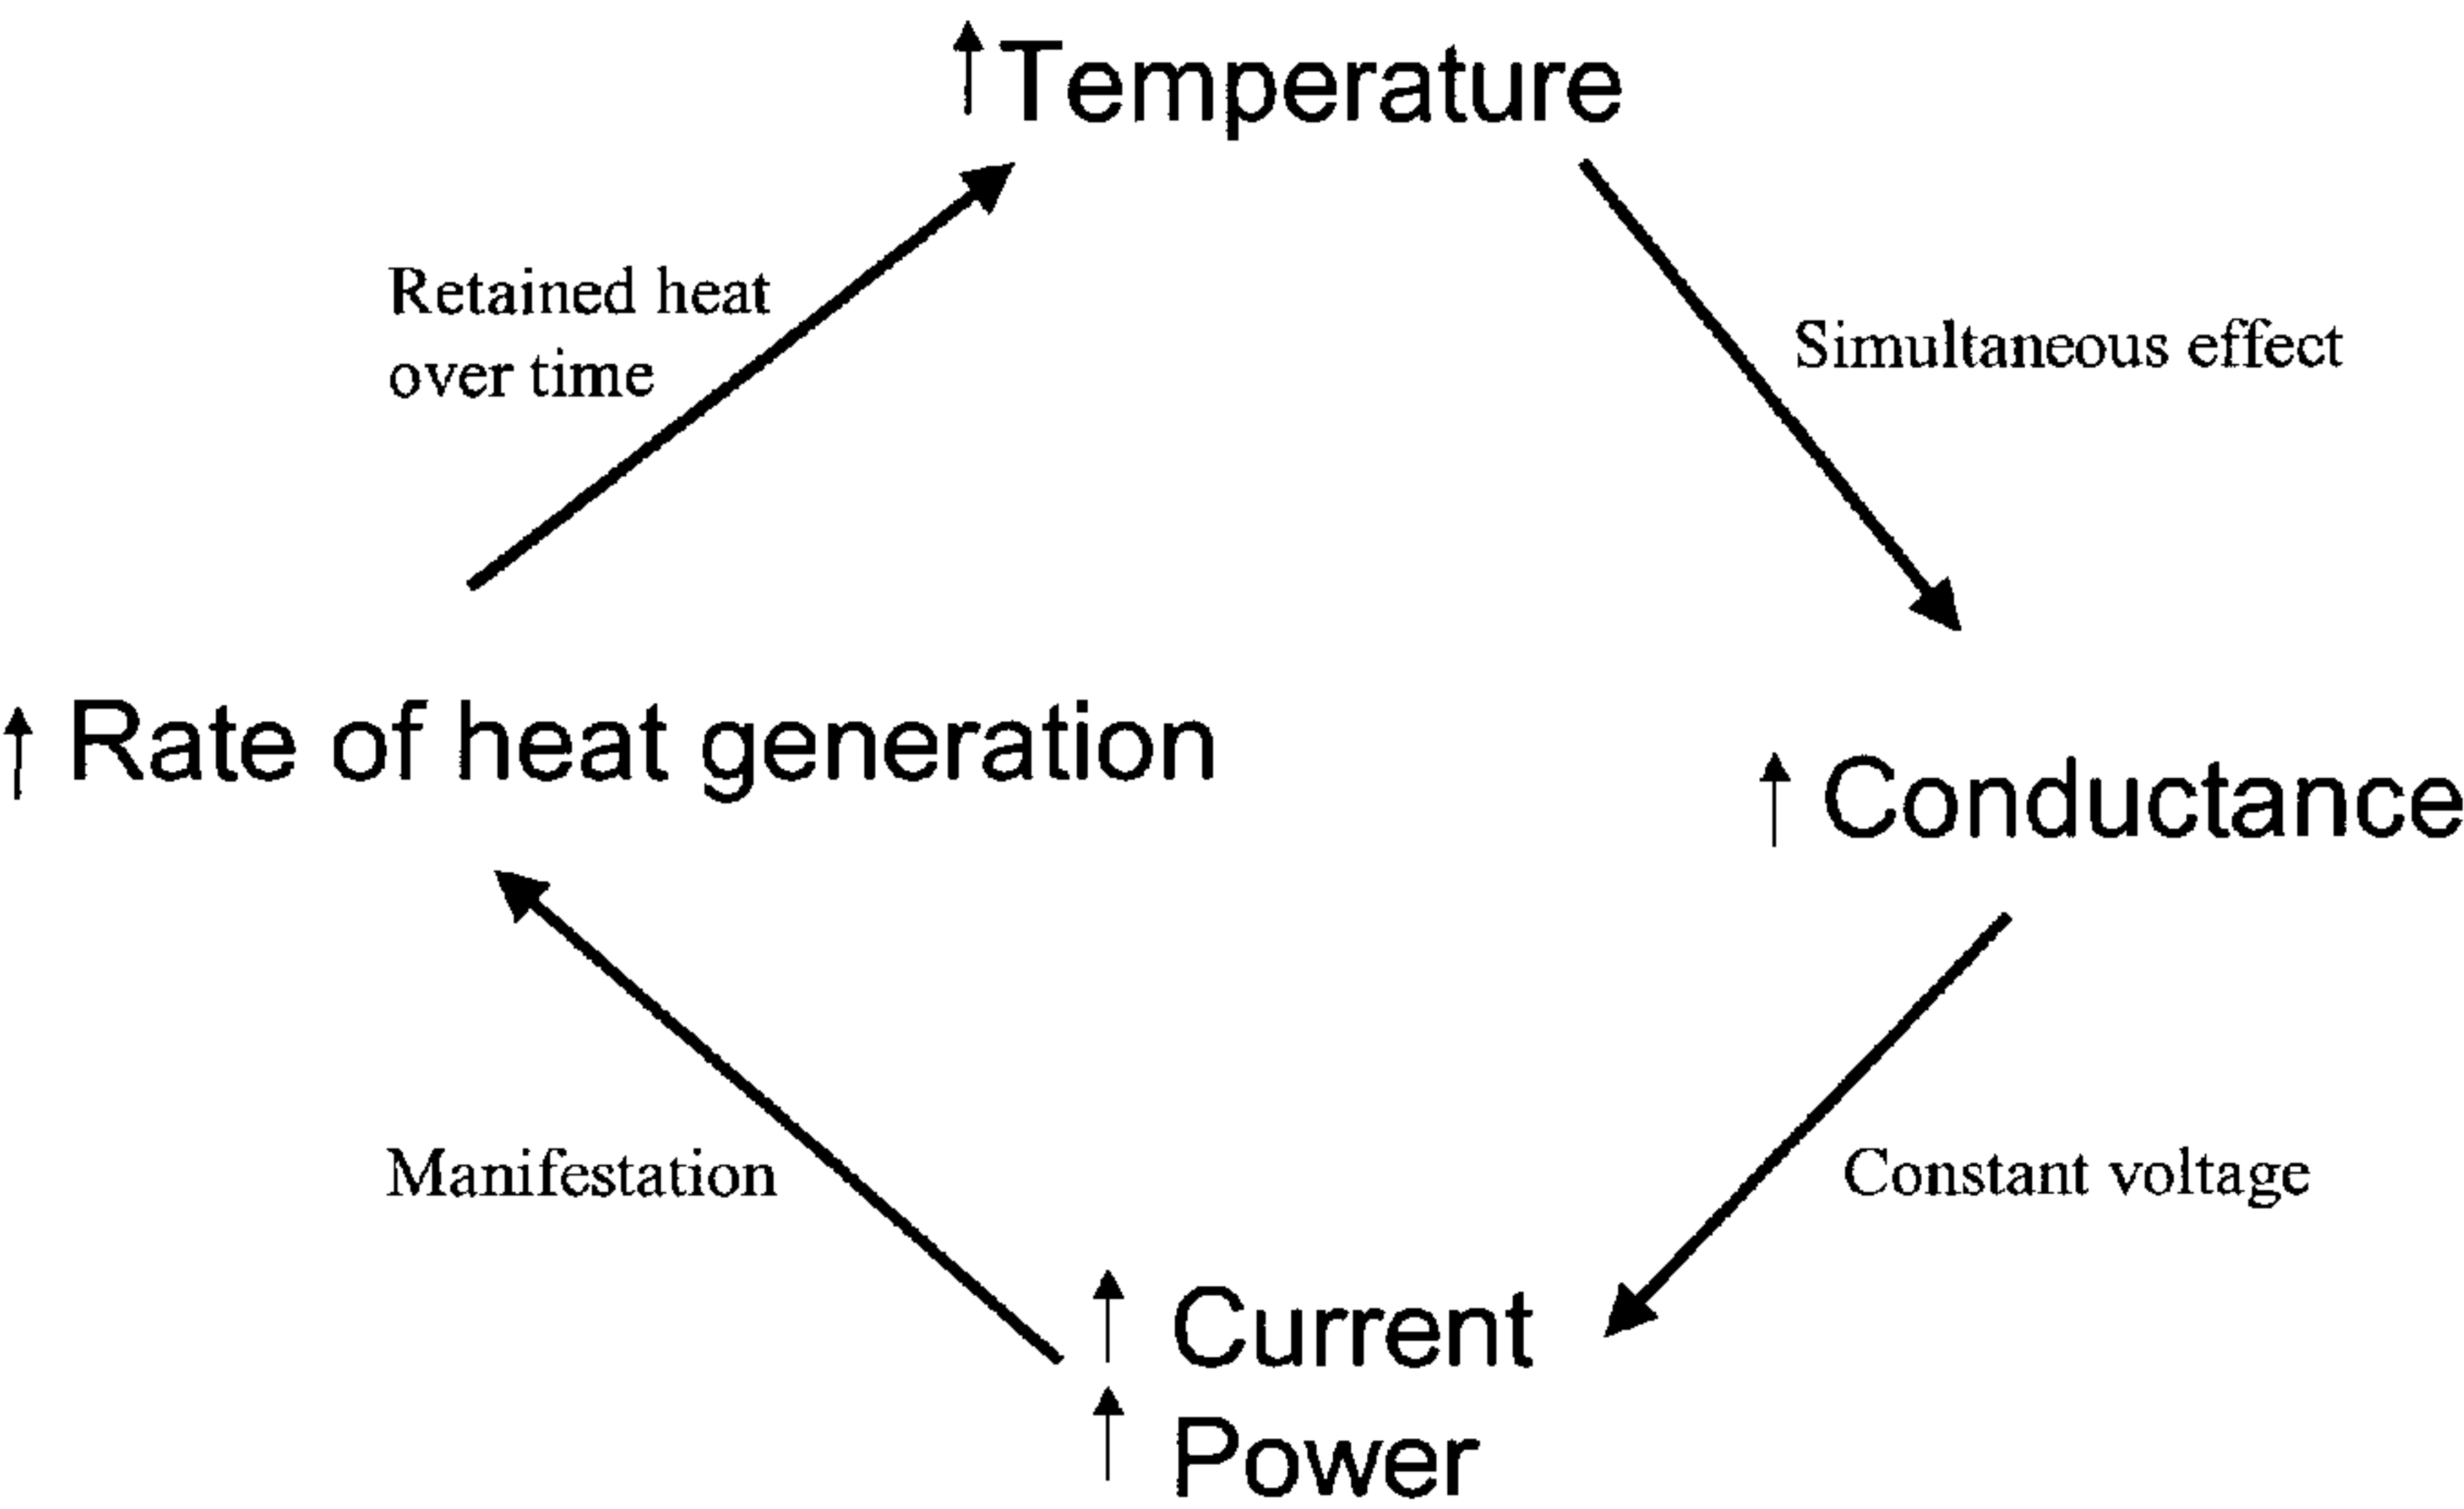 ↑Temperature
Retained heat
over time
Simultaneous effect
↑ Rate of heat generation
↑ Conductance
Manifestation
Constant voltage
↑ Current
↑ Power